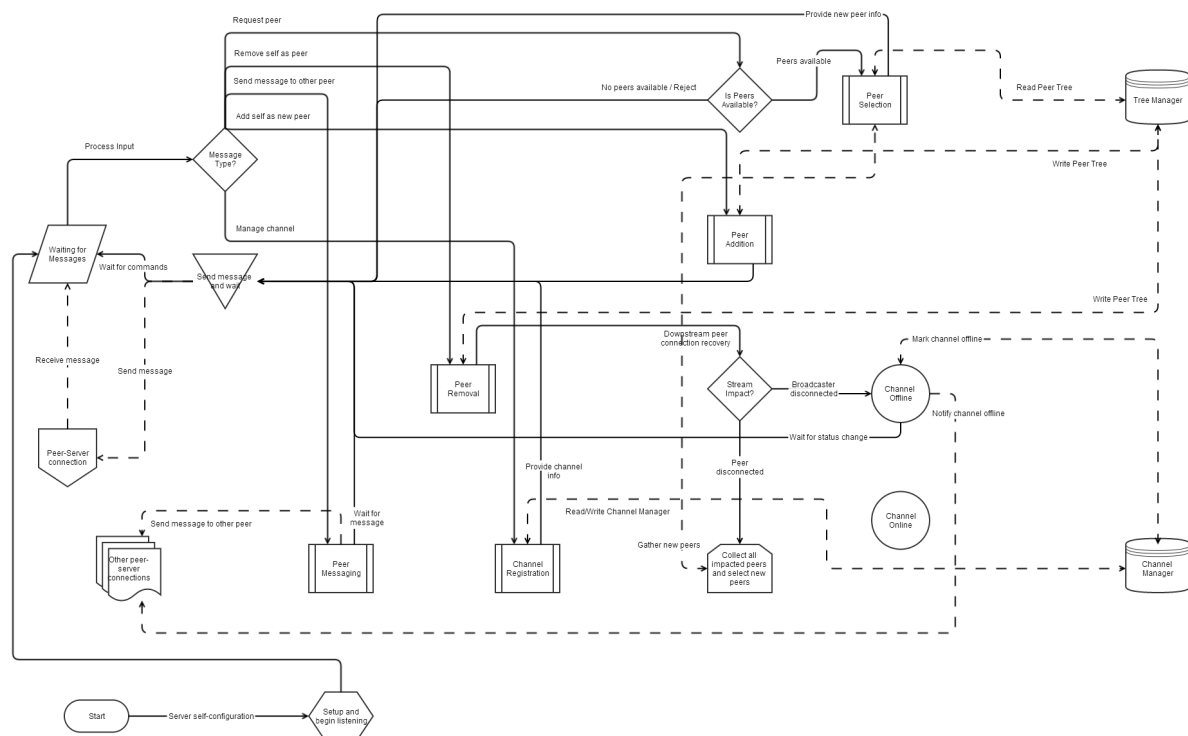 Provide new peer info
Request peer
Remove self as peer
Peers available
Send message to other peer
No peers available / Reject
Read Peer Tree
Is Peers
Available?
Peer
Selection
Tree Manager
Add self as new peer
Process Input
Message
Type?
Write Peer Tree
Manage channel
Peer
Addition
Waiting for
Messages
Wait for commands
Send message
and wait
Write Peer Tree
Downstream peer
connection recovery
Mark channel offline
Receive message
Send message
Peer
Removal
Stream
Impact?
Broadcaster
disconnected
Channel
Offline
Notify channel offline
Wait for status change
Peer-Server
connection
Provide channel
info
Peer
disconnected
Wait for
message
Read/Write Channel Manager
Channel
Online
Send message to other peer
Gather new peers
Other peer-
server
connections
Peer
Messaging
Channel
Registration
Collect all
impacted peers
and select new
peers
Channel
Manager
Start
Server self-configuration
Setup and
begin listening